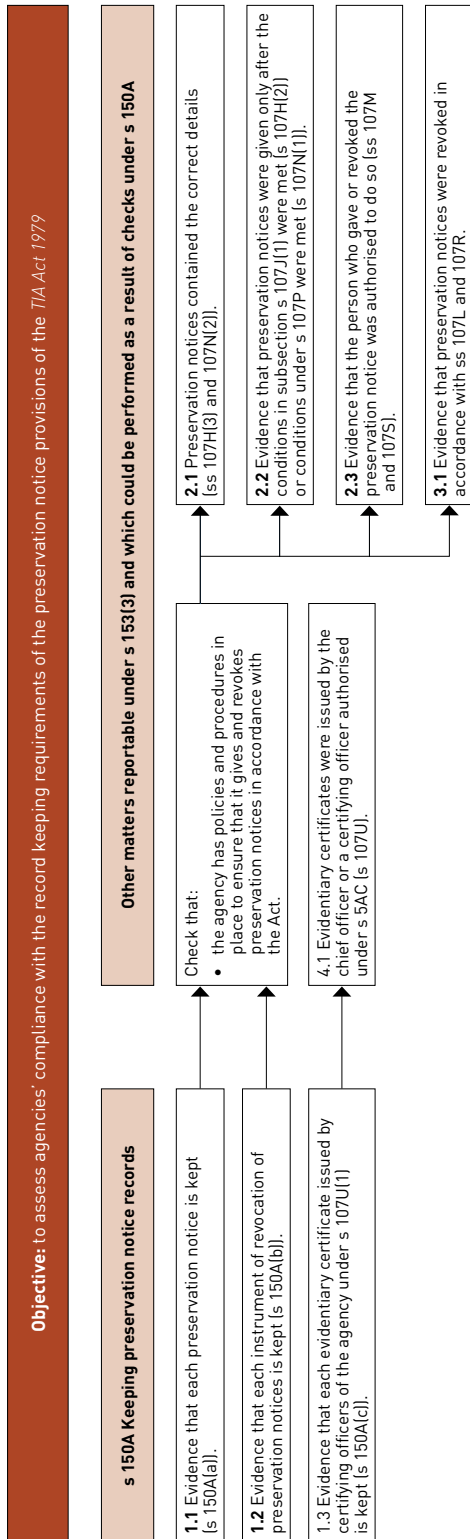 Objective: to assess agencies' compliance with the record keeping requirements of the preservation notice provisions of the TIA Act 1979
s 150A Keeping preservation notice records
1.1 Evidence that each preservation notice is kept
(s 150A(a)).
1.2 Evidence that each instrument of revocation of
preservation notices is kept (s 150A(b)).
1.3 Evidence that each evidentiary certificate issued by
certifying officers of the agency under s 107U(1)
is kept (s 150A(c)).
Other matters reportable under s 153(3) and which could be performed as a result of checks under s 150A
Check that:
• the agency has policies and procedures in
place to ensure that it gives and revokes
preservation notices in accordance with
the Act.
4.1 Evidentiary certificates were issued by the
chief officer or a certifying officer authorised
under s 5AC (s 107U).
2.1 Preservation notices contained the correct details
(ss 107H(3) and 107N(2)).
2.2 Evidence that preservation notices were given only after the
conditions in subsection s 107J(1) were met (s 107H(2))
or conditions under s 107P were met (s 107N(1)).
2.3 Evidence that the person who gave or revoked the
preservation notice was authorised to do so (ss 107M
and 107S).
3.1 Evidence that preservation notices were revoked in
accordance with ss 107L and 107R.